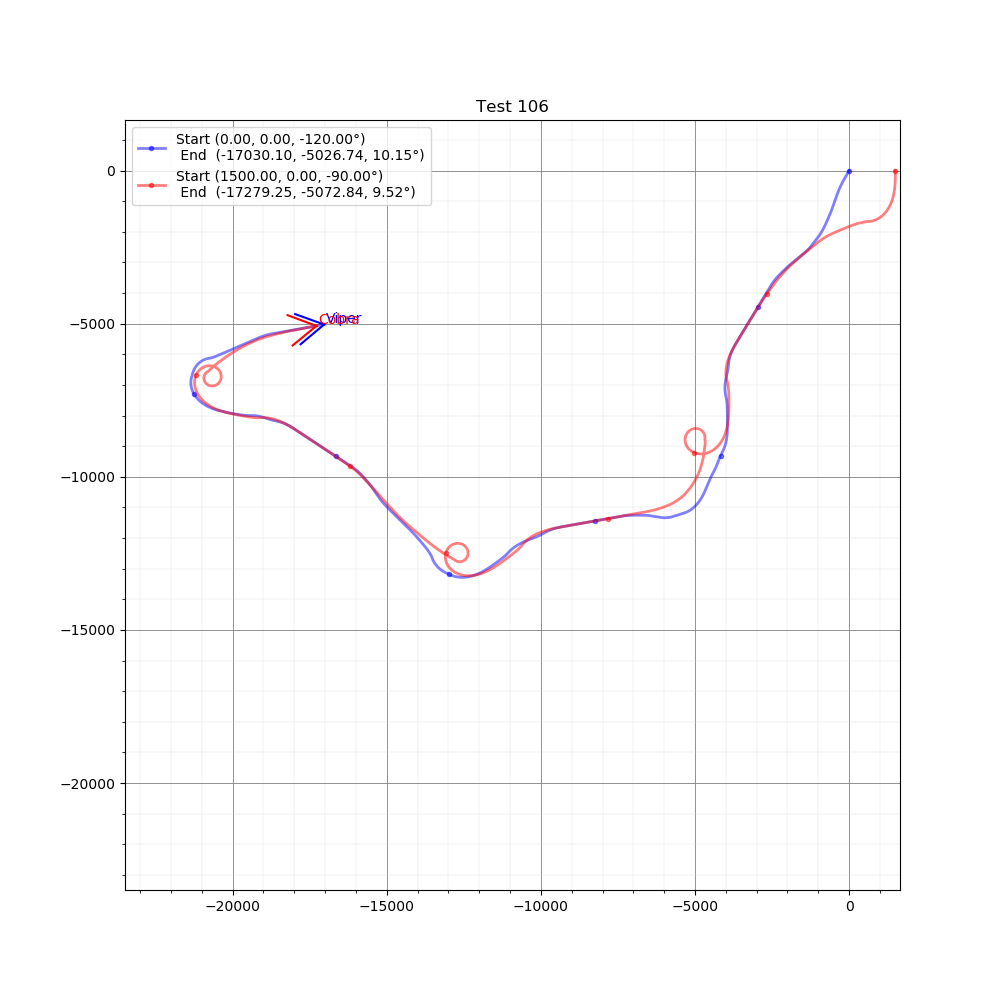 Test 106
Start (0.00, 0.00, -120.00°)
End  (-17030.10, -5026.74, 10.15°)
Start (1500.00, 0.00, -90.00°)
End  (-17279.25, -5072.84, 9.52°)
0
−5000
−10000
−15000
−20000
Viper
−20000
−15000
−10000
−5000
0